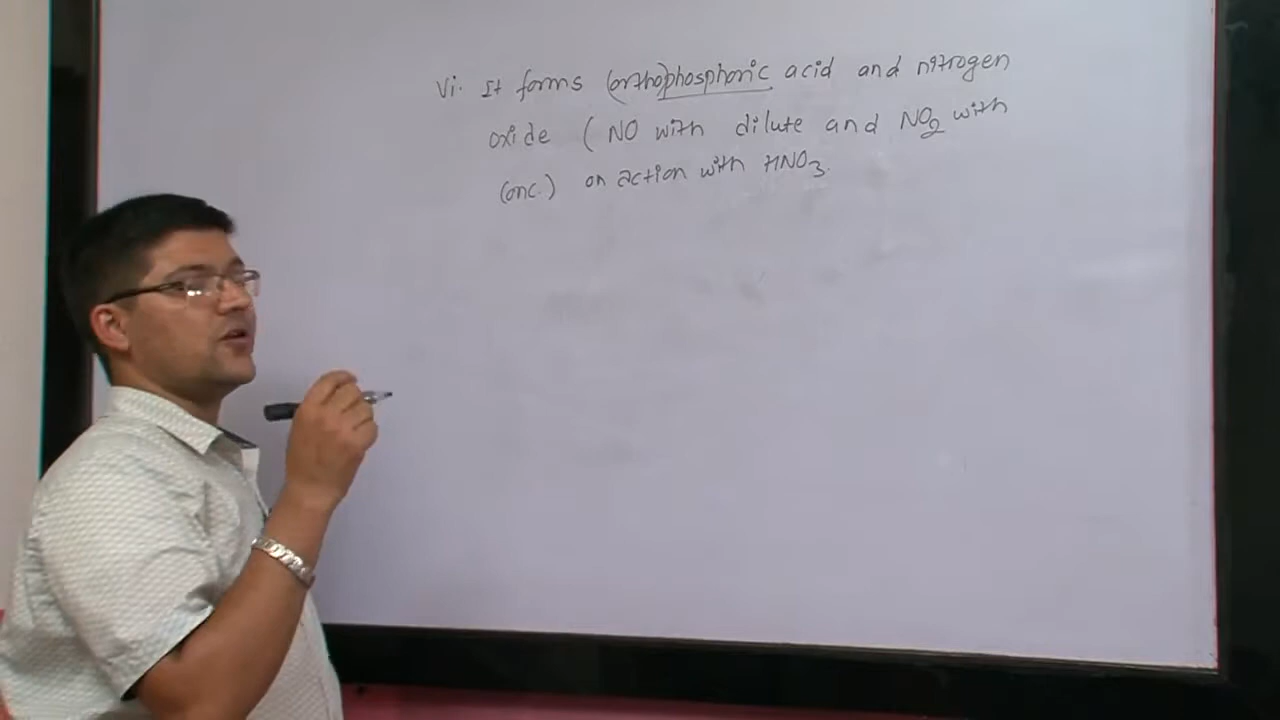 vi. It forms (ortho)phosphoric acid and nitrogen
oxide ( NO with dilute and NO₂ with
conc.) on action with HNO₃.